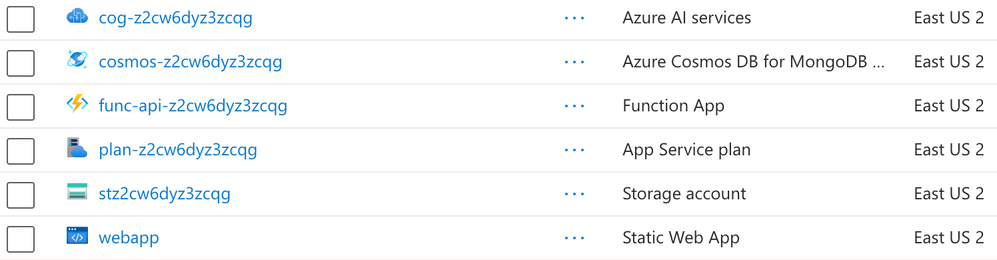 cog-z2cw6dyz3zcqg ... Azure AI services East US 2
cosmos-z2cw6dyz3zcqg ... Azure Cosmos DB for MongoDB ... East US 2
func-api-z2cw6dyz3zcqg ... Function App East US 2
plan-z2cw6dyz3zcqg ... App Service plan East US 2
stz2cw6dyz3zcqg ... Storage account East US 2
webapp ... Static Web App East US 2